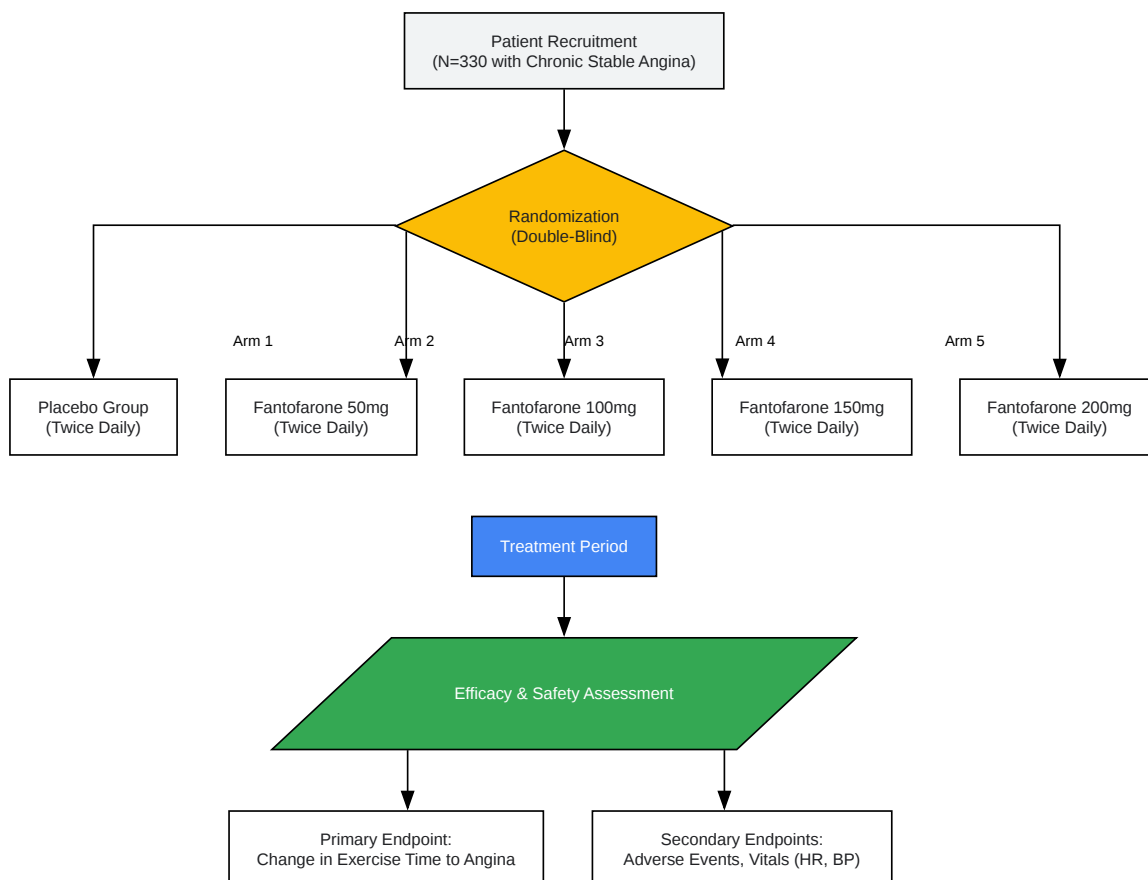 Patient Recruitment
(N=330 with Chronic Stable Angina)
Randomization
(Double-Blind)
Arm 1
Arm 2
Arm 3
Arm 4
Arm 5
Placebo Group
(Twice Daily)
Fantofarone 50mg
(Twice Daily)
Fantofarone 100mg
(Twice Daily)
Fantofarone 150mg
(Twice Daily)
Fantofarone 200mg
(Twice Daily)
Treatment Period
Efficacy & Safety Assessment
Primary Endpoint:
Change in Exercise Time to Angina
Secondary Endpoints:
Adverse Events, Vitals (HR, BP)